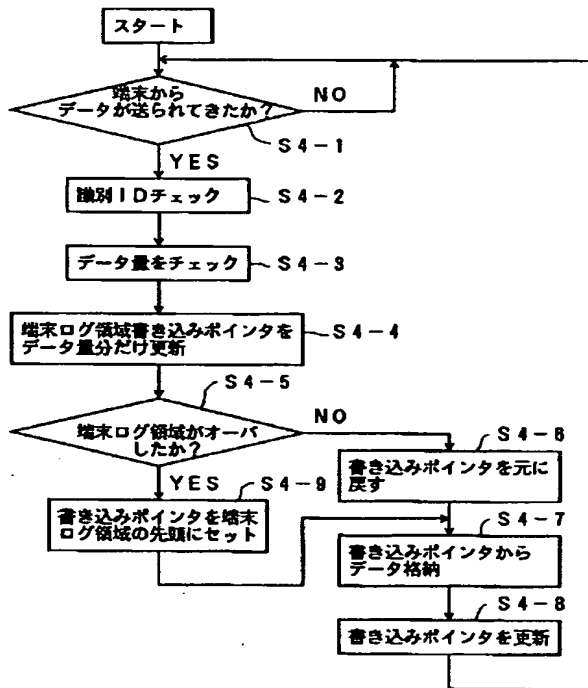 スタート
端末から
データが送られてきたか？
NO
S4-1
YES
識別IDチェック
S4-2
データ量をチェック
S4-3
端末ログ領域書き込みポインタを
データ量分だけ更新
S4-4
S4-5
端末ログ領域がオーバ
したか？
NO
YES
S4-9
書き込みポインタを端末
ログ領域の先頭にセット
S4-6
書き込みポインタを元に
戻す
S4-7
書き込みポインタから
データ格納
S4-8
書き込みポインタを更新